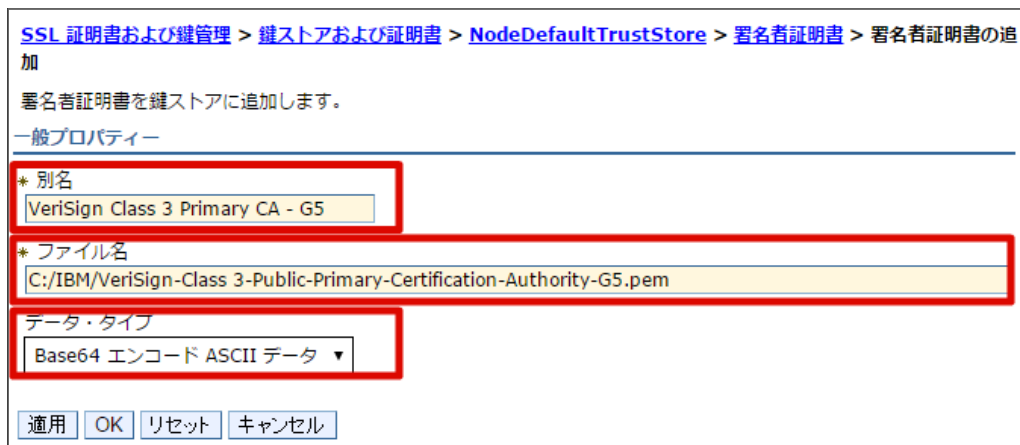 SSL 証明書および鍵管理 > 鍵ストアおよび証明書 > NodeDefaultTrustStore > 署名者証明書 > 署名者証明書の追
加
署名者証明書を鍵ストアに追加します。
一般プロパティー
* 別名
VeriSign Class 3 Primary CA - G5
* ファイル名
C:/IBM/VeriSign-Class 3-Public-Primary-Certification-Authority-G5.pem
データ・タイプ
Base64 エンコード ASCII データ ▼
適用 OK リセット キャンセル